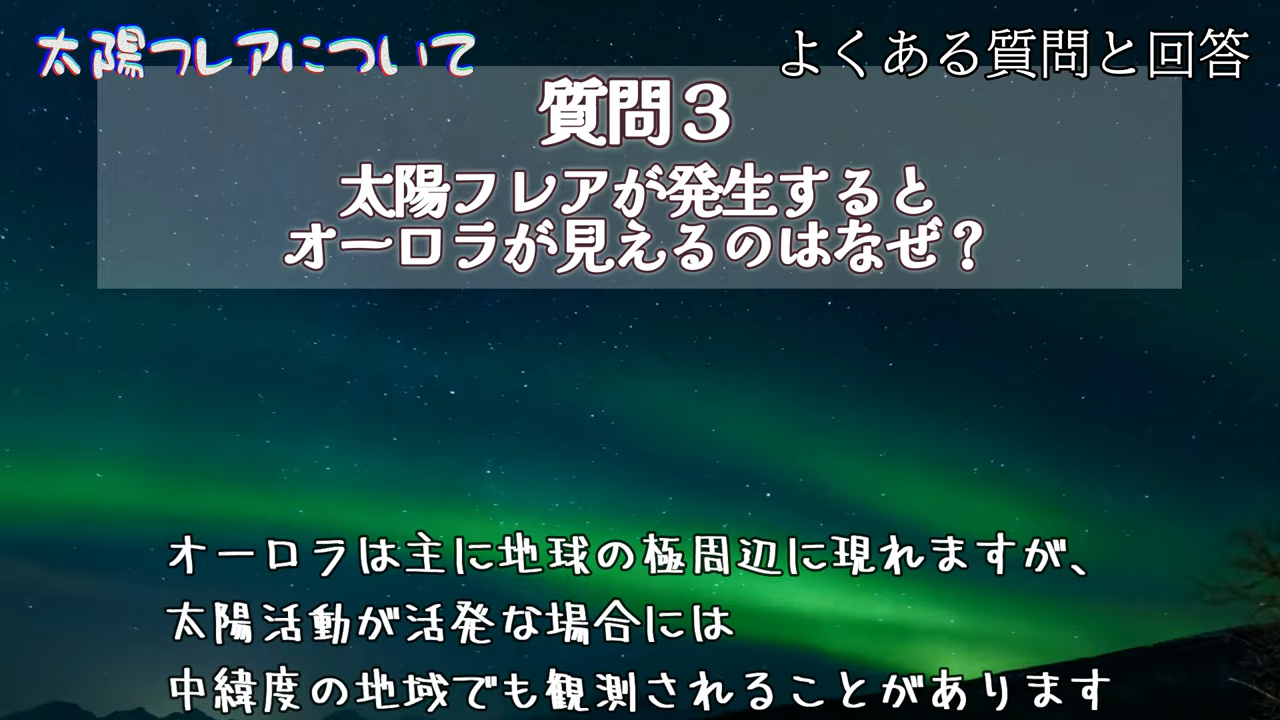 太陽フレアについて
よくある質問と回答
質問３
太陽フレアが発生すると
オーロラが見えるのはなぜ？
オーロラは主に地球の極周辺に現れますが、
太陽活動が活発な場合には
中緯度の地域でも観測されることがあります